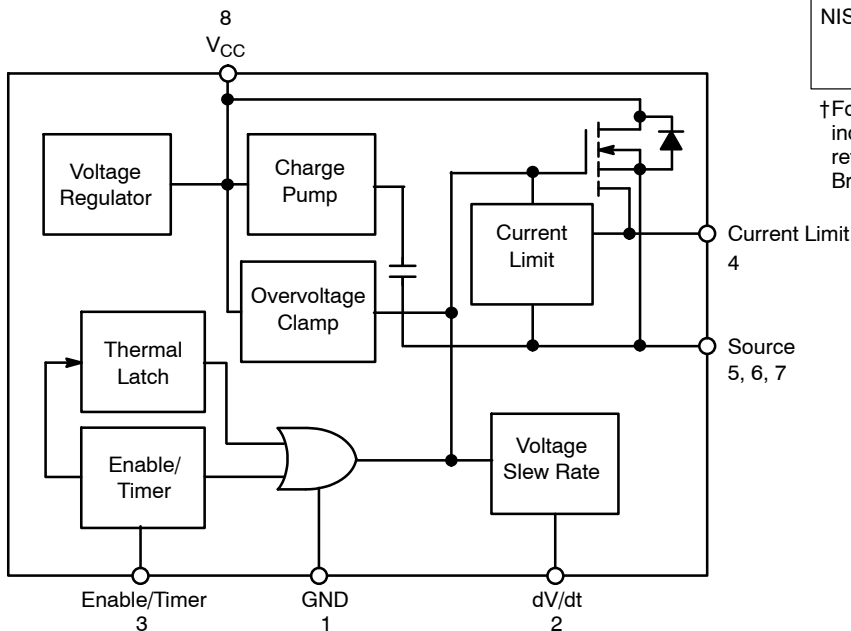 8
VCC
NIS
†Fo
inc
re
Br
Voltage
Regulator
Charge
Pump
Current
Limit
Current Limit
4
Overvoltage
Clamp
Thermal
Latch
Source
5, 6, 7
Enable/
Timer
Voltage
Slew Rate
Enable/Timer
3
GND
1
dV/dt
2